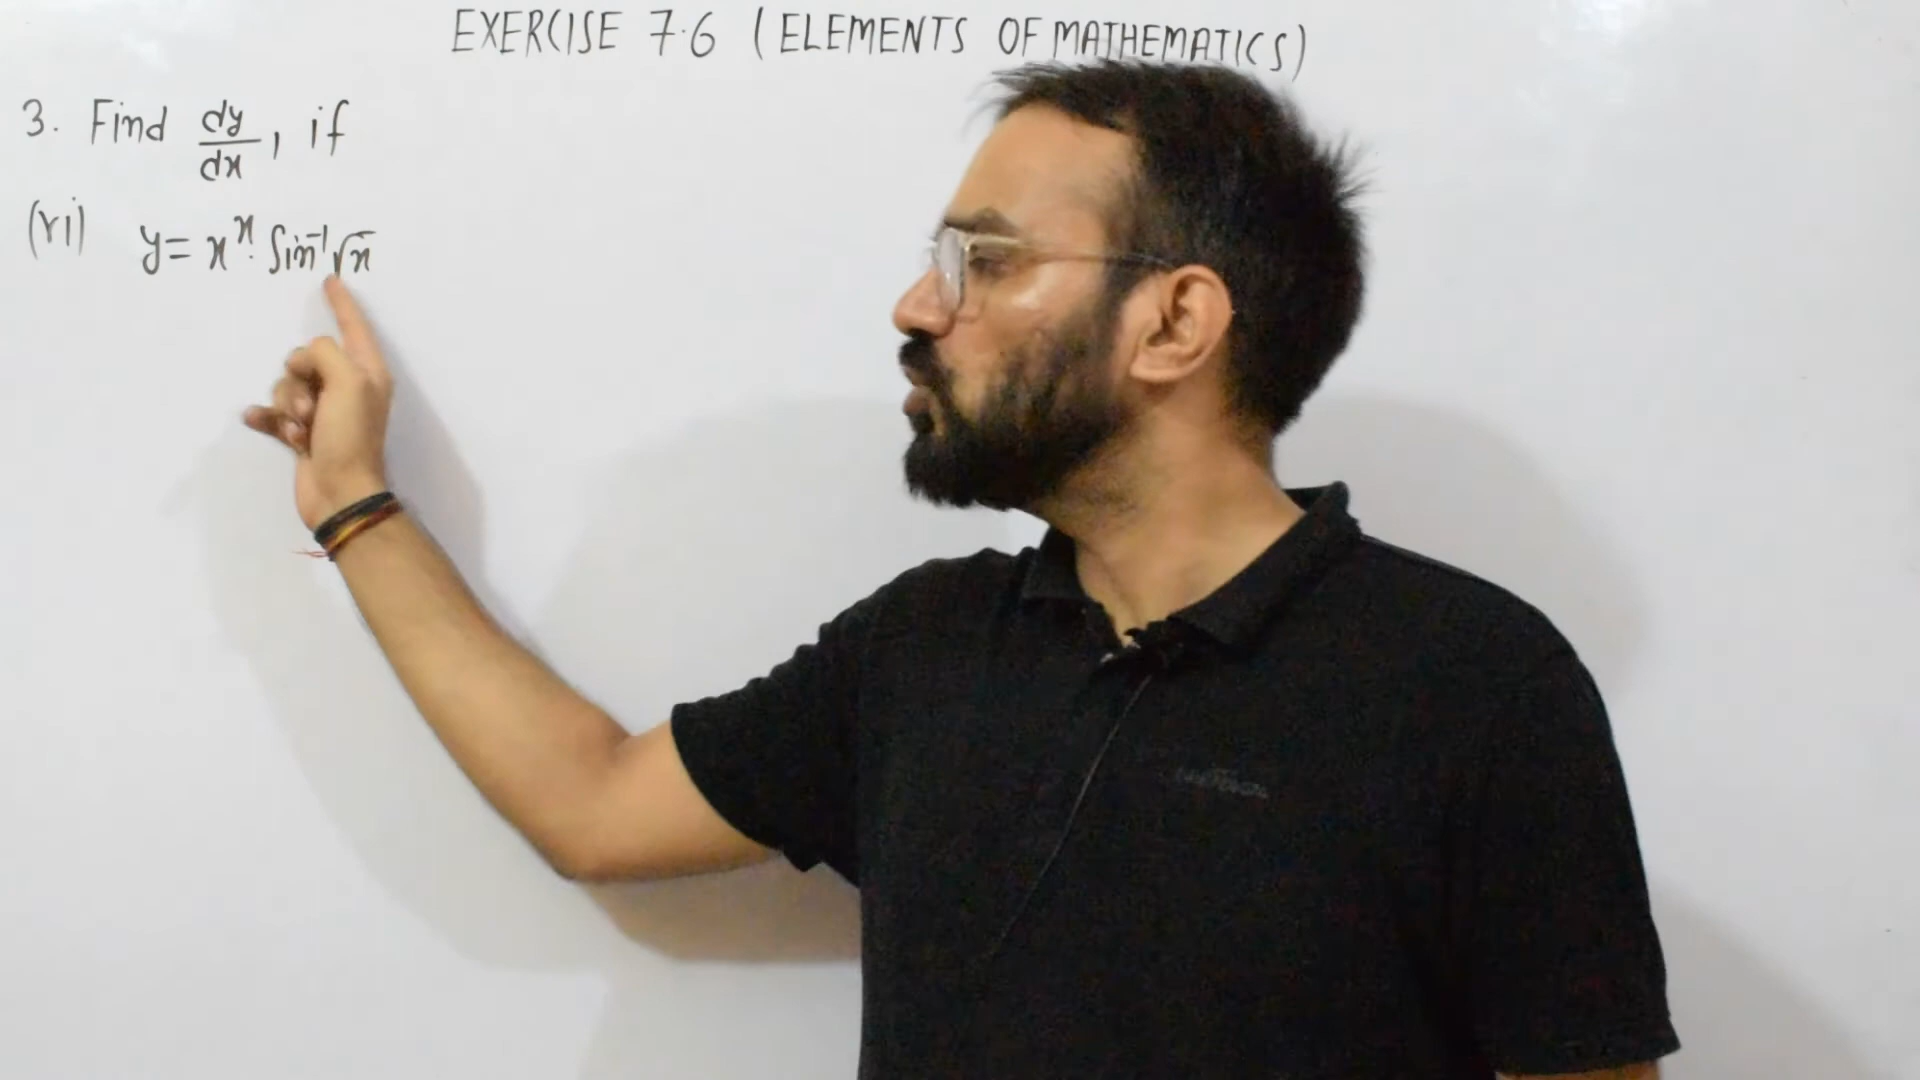 EXERCISE 7.6 (ELEMENTS OF MATHEMATICS)
3. Find dy/dx, if
(vi) y = x^x. Sin⁻¹√x